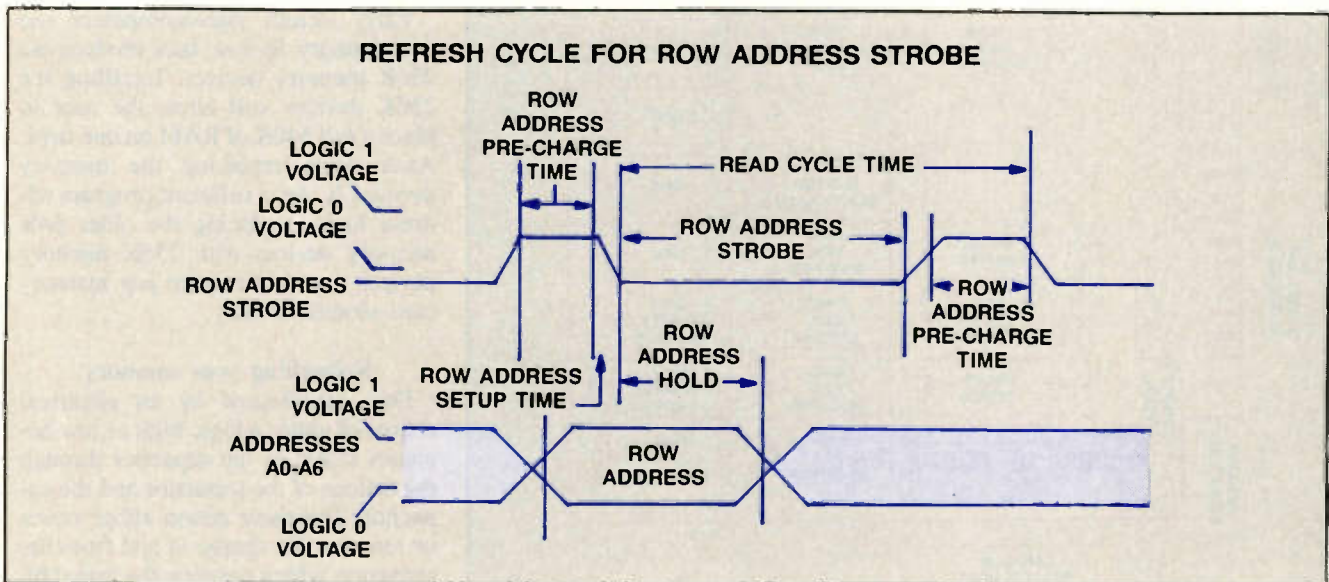 REFRESH CYCLE FOR ROW ADDRESS STROBE
ROW
ADDRESS
PRE-CHARGE
TIME
LOGIC 1
VOLTAGE
LOGIC 0
VOLTAGE
ROW ADDRESS
STROBE
READ CYCLE TIME
ROW ADDRESS
STROBE
ROW
ADDRESS
PRE-CHARGE
TIME
ROW ADDRESS
SETUP TIME
ROW
ADDRESS
HOLD
LOGIC 1
VOLTAGE
ADDRESSES
A0-A6
LOGIC 0
VOLTAGE
ROW
ADDRESS